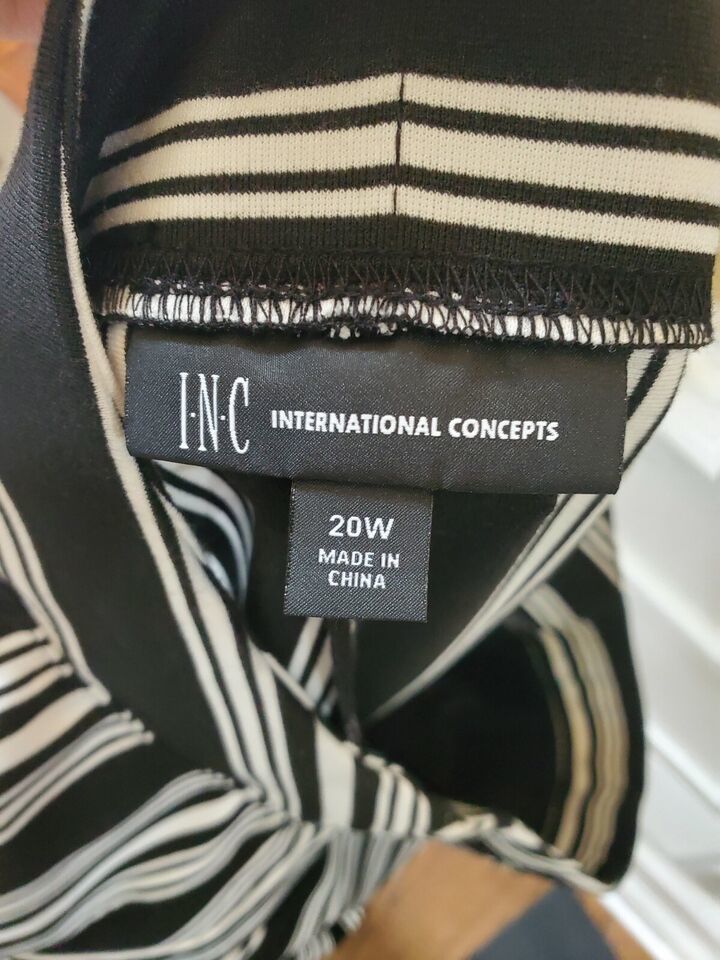 I·N·C INTERNATIONAL CONCEPTS
20W
MADE IN
CHINA